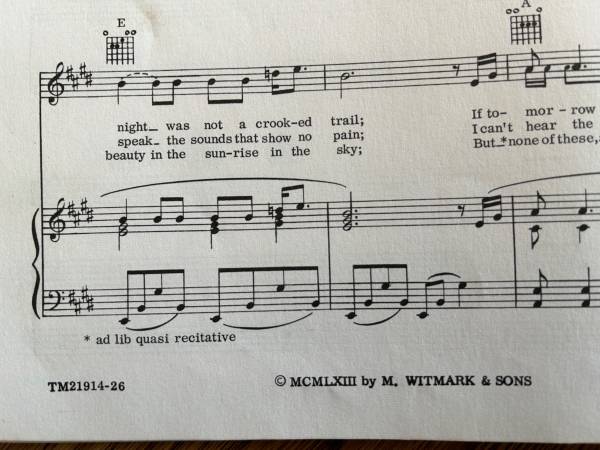 E
A
night_ was not a crook-ed trail; If to- mor - row
speak_ the sounds that show no pain; I can't hear the
beauty in the sun-rise in the sky; But_*none of these,
* ad lib quasi recitative
TM21914-26
© MCMLXIII by M. WITMARK & SONS